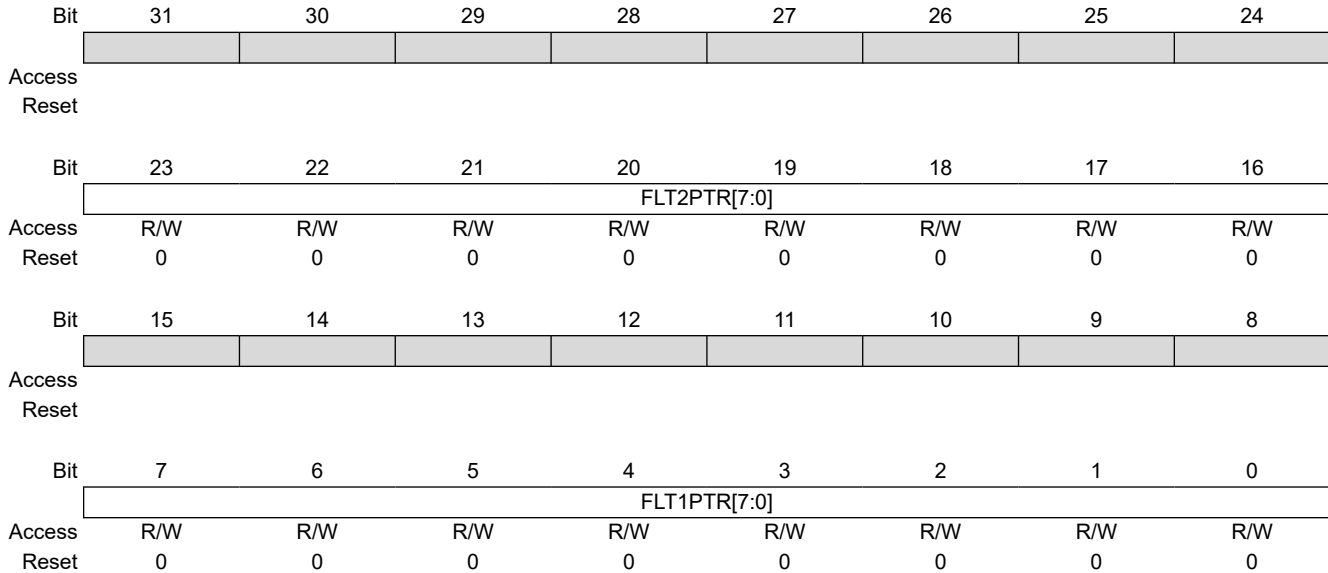 Bit 31 30 29 28 27 26 25 24
Access
Reset
Bit 23 22 21 20 19 18 17 16
FLT2PTR[7:0]
Access R/W R/W R/W R/W R/W R/W R/W R/W
Reset 0 0 0 0 0 0 0 0
Bit 15 14 13 12 11 10 9 8
Access
Reset
Bit 7 6 5 4 3 2 1 0
FLT1PTR[7:0]
Access R/W R/W R/W R/W R/W R/W R/W R/W
Reset 0 0 0 0 0 0 0 0